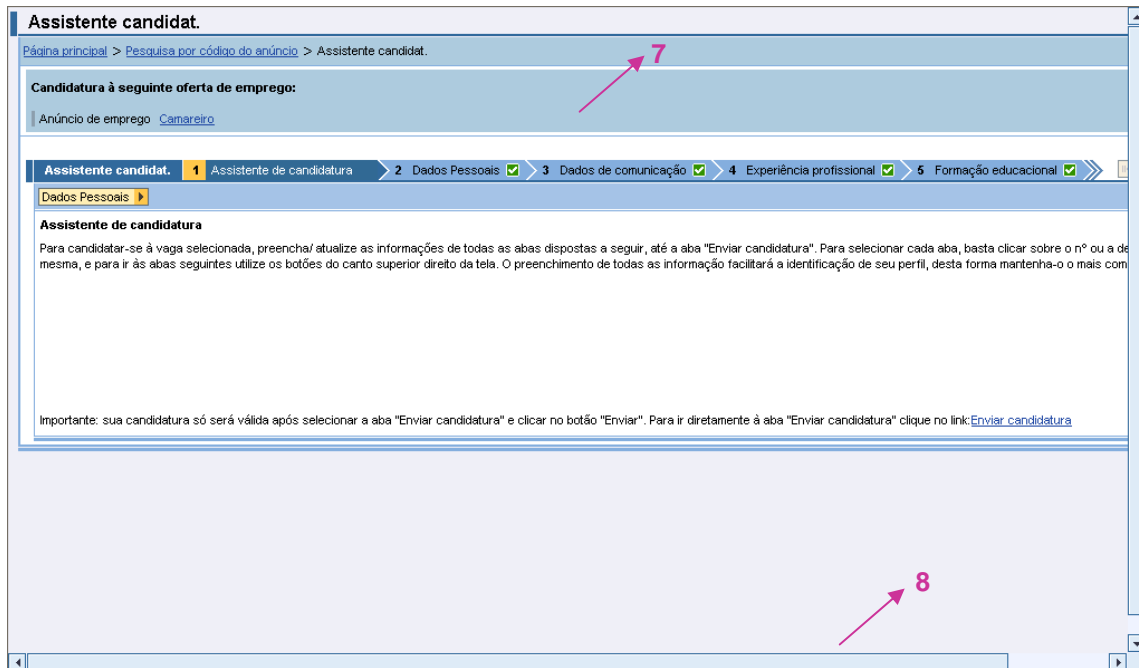 Assistente candidat.
Página principal > Pesquisa por código do anúncio > Assistente candidat.
7
Candidatura à seguinte oferta de emprego:
Anúncio de emprego Camareiro
Assistente candidat. 1 Assistente de candidatura 2 Dados Pessoais 3 Dados de comunicação 4 Experiência profissional 5 Formação educacional
Dados Pessoais
Assistente de candidatura
Para candidatar-se à vaga selecionada, preencha/ atualize as informações de todas as abas dispostas a seguir, até a aba "Enviar candidatura". Para selecionar cada aba, basta clicar sobre o nº ou a de
mesma, e para ir às abas seguintes utilize os botões do canto superior direito da tela. O preenchimento de todas as informação facilitará a identificação de seu perfil, desta forma mantenha-o o mais com
Importante: sua candidatura só será válida após selecionar a aba "Enviar candidatura" e clicar no botão "Enviar". Para ir diretamente à aba "Enviar candidatura" clique no link:Enviar candidatura
8